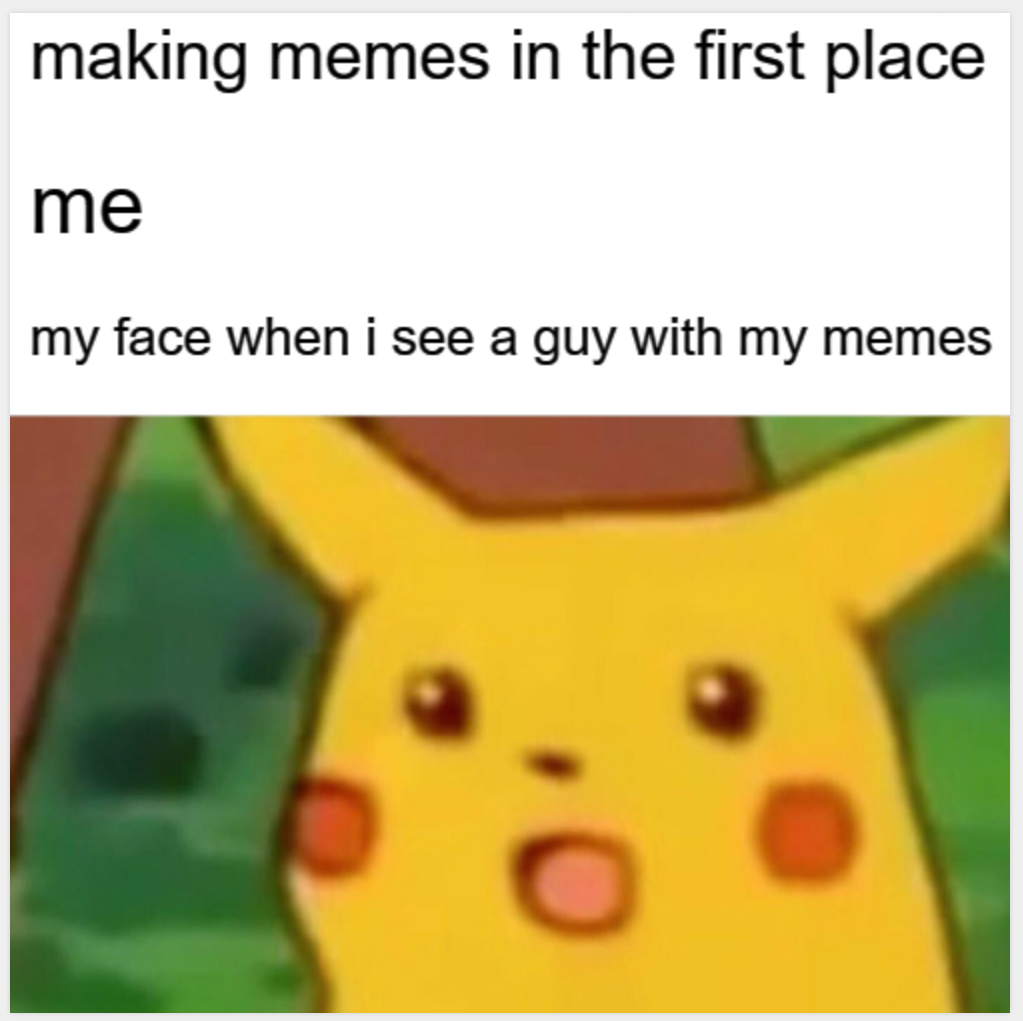 making memes in the first place
me
my face when i see a guy with my memes